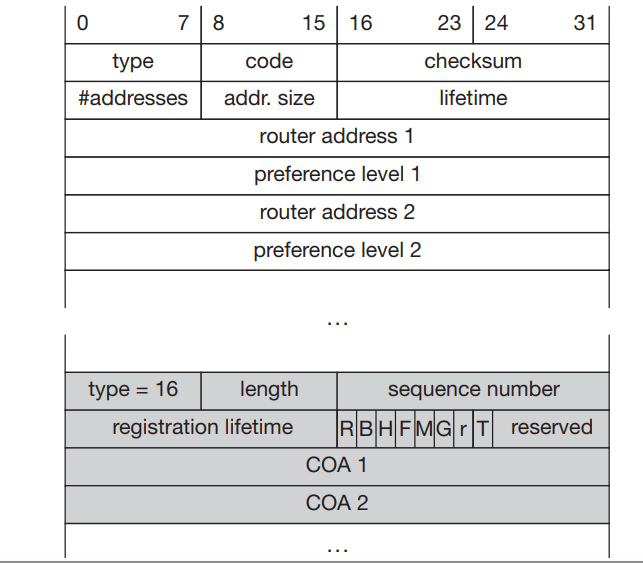 0 7 8 15 16 23 24 31
type code checksum
#addresses addr. size lifetime
router address 1
preference level 1
router address 2
preference level 2
...
type = 16 length sequence number
registration lifetime R B H F M G r T reserved
COA 1
COA 2
...